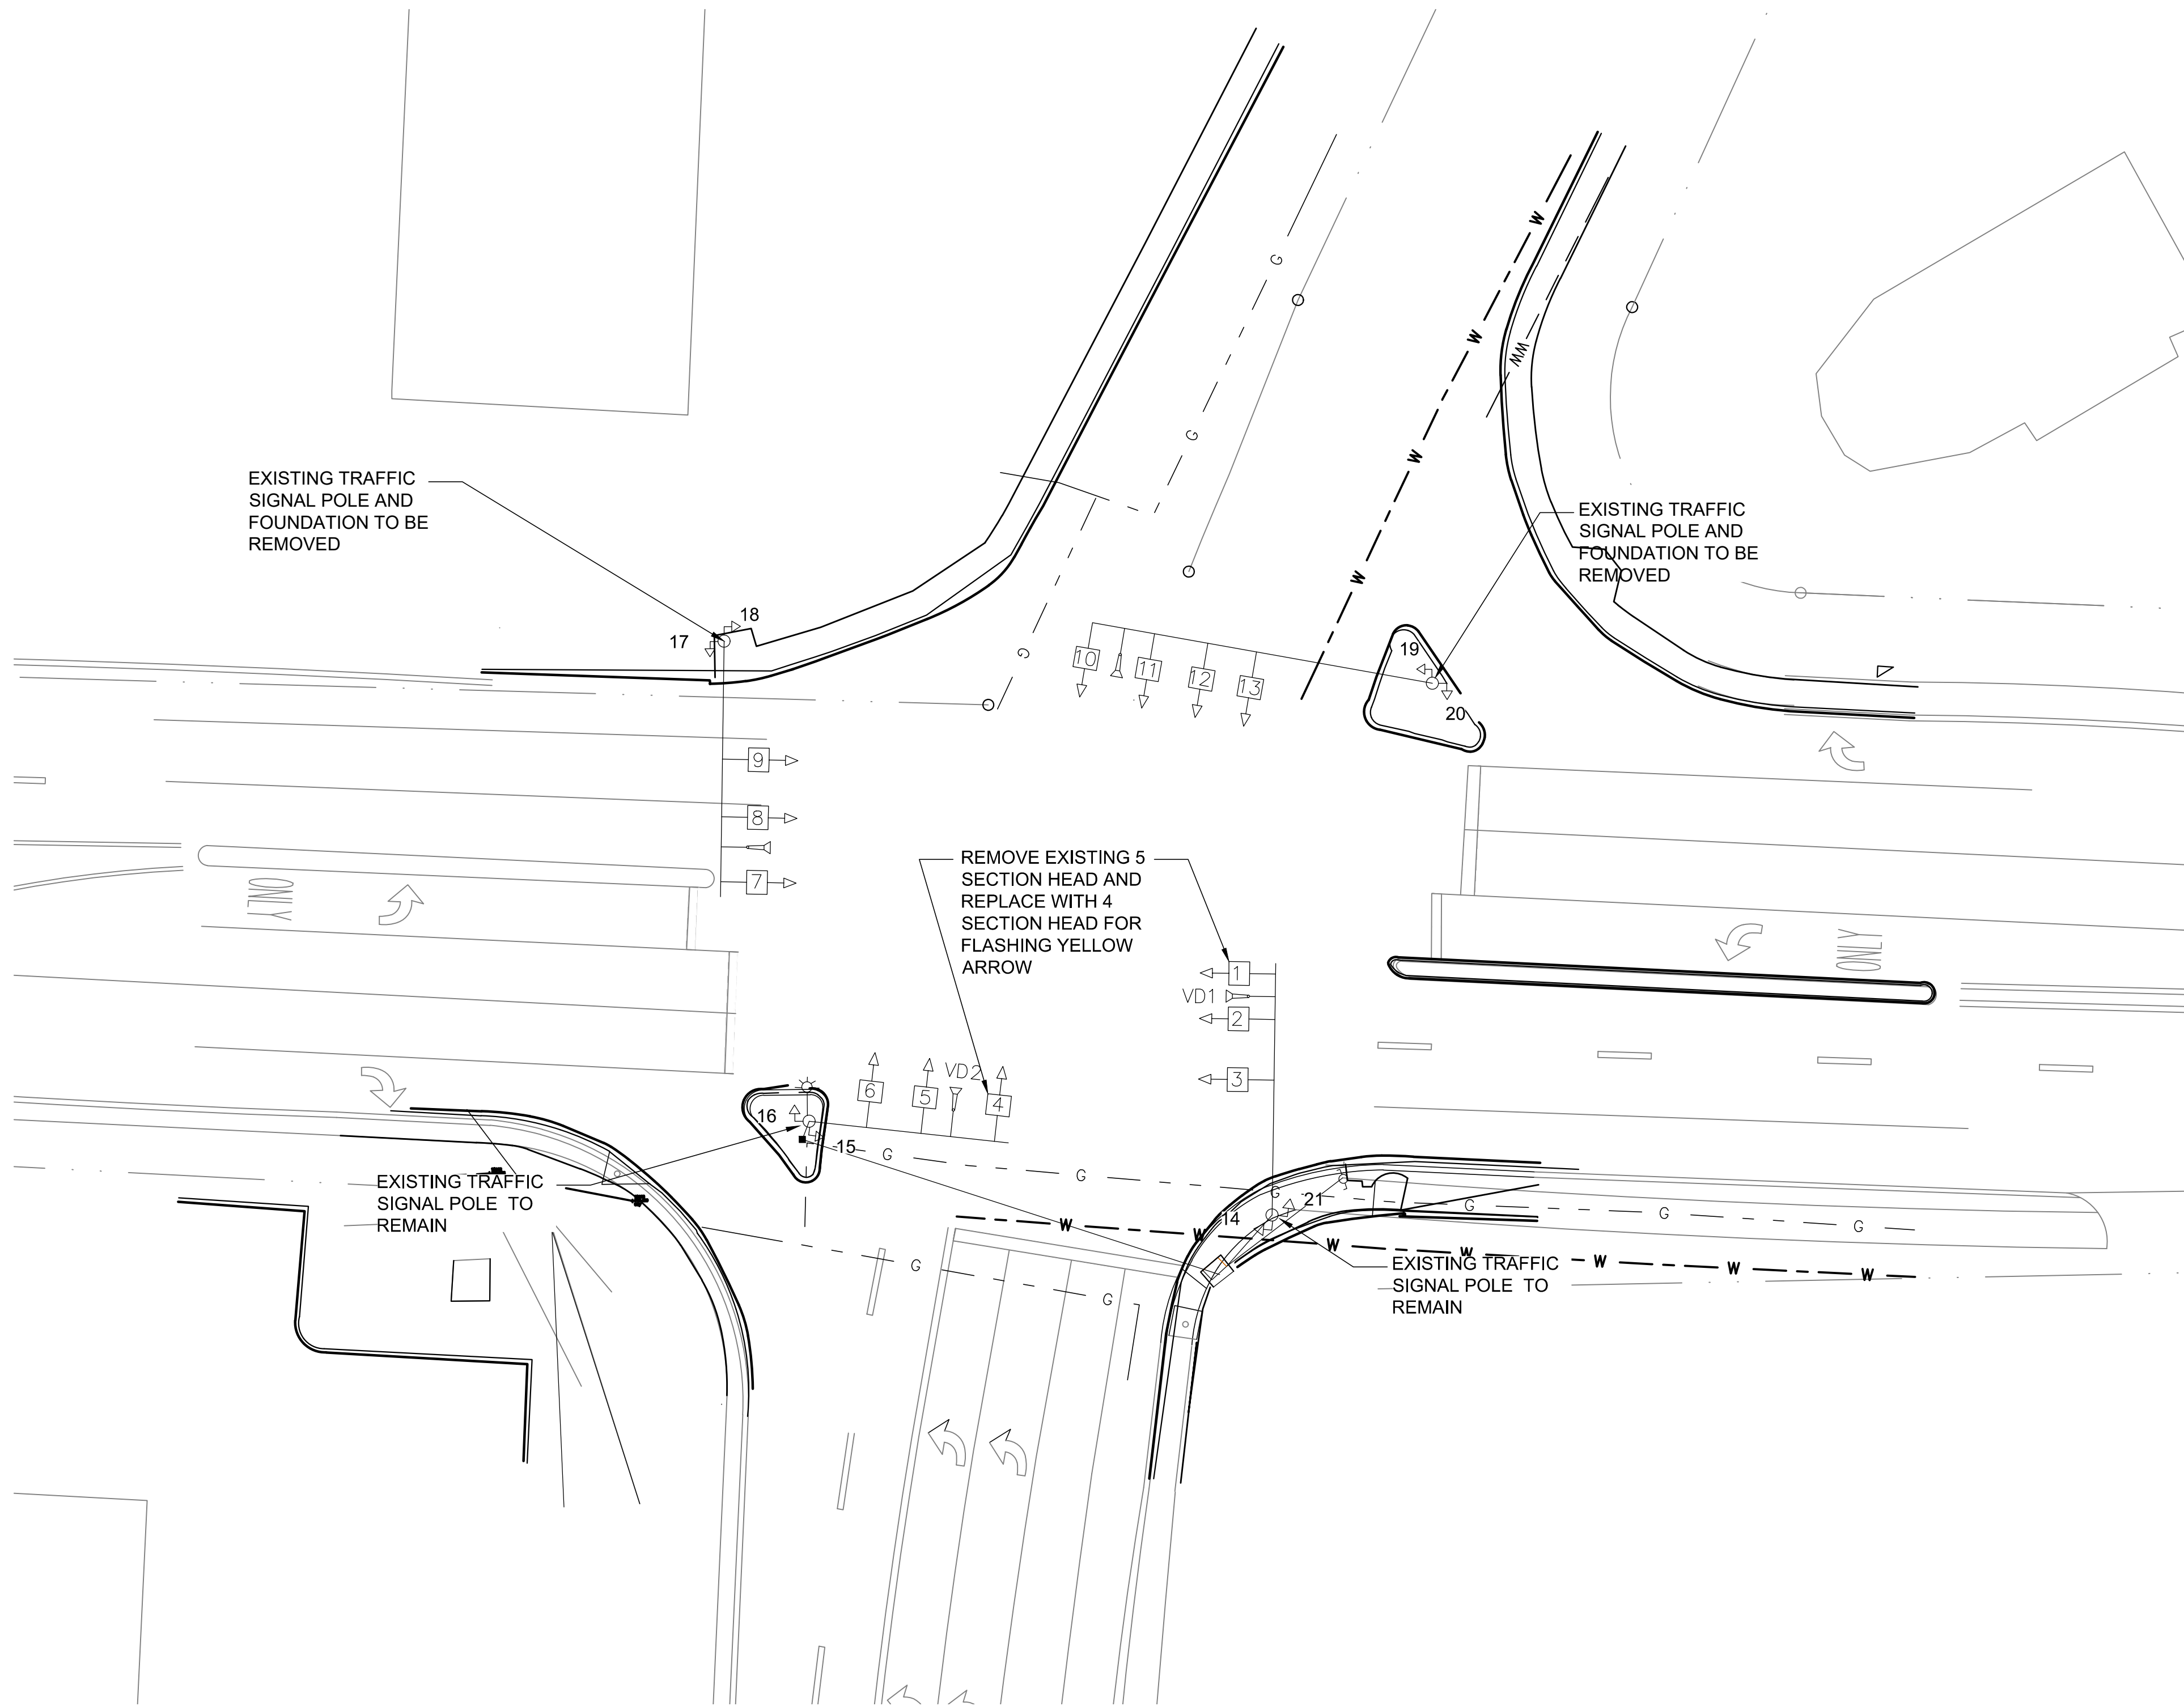 W
G
W
WW
G
W
EXISTING TRAFFIC
SIGNAL POLE AND
FOUNDATION TO BE
REMOVED
EXISTING TRAFFIC
SIGNAL POLE AND
FOUNDATION TO BE
REMOVED
W
18
17
G
10
11
12
13
19
20
9
8
7
ONLY
REMOVE EXISTING 5
SECTION HEAD AND
REPLACE WITH 4
SECTION HEAD FOR
FLASHING YELLOW
ARROW
ONLY
1
VD1
2
3
6
5
VD2
4
16
15
G
G
EXISTING TRAFFIC
SIGNAL POLE TO
REMAIN
14
G
21
G
G
G
W
W
W
W
W
W
W
EXISTING TRAFFIC
SIGNAL POLE TO
REMAIN
G
G